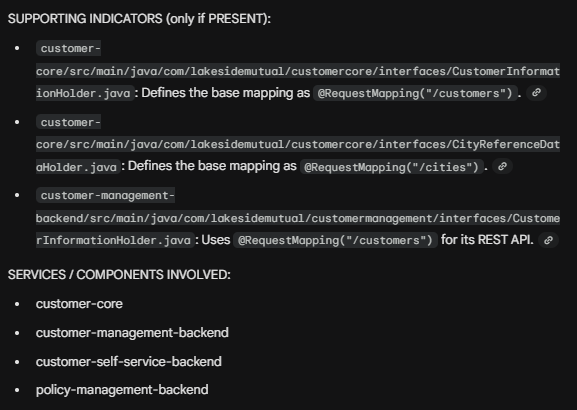 SUPPORTING INDICATORS (only if PRESENT):
• customer-
core/src/main/java/com/lakesidemutual/customercore/interfaces/CustomerInformat
ionHolder.java: Defines the base mapping as @RequestMapping("/customers").
• customer-
core/src/main/java/com/lakesidemutual/customercore/interfaces/CityReferenceDat
aHolder.java: Defines the base mapping as @RequestMapping("/cities").
• customer-management-
backend/src/main/java/com/lakesidemutual/customermanagement/interfaces/Custome
rInformationHolder.java: Uses @RequestMapping("/customers") for its REST API.
SERVICES / COMPONENTS INVOLVED:
• customer-core
• customer-management-backend
• customer-self-service-backend
• policy-management-backend